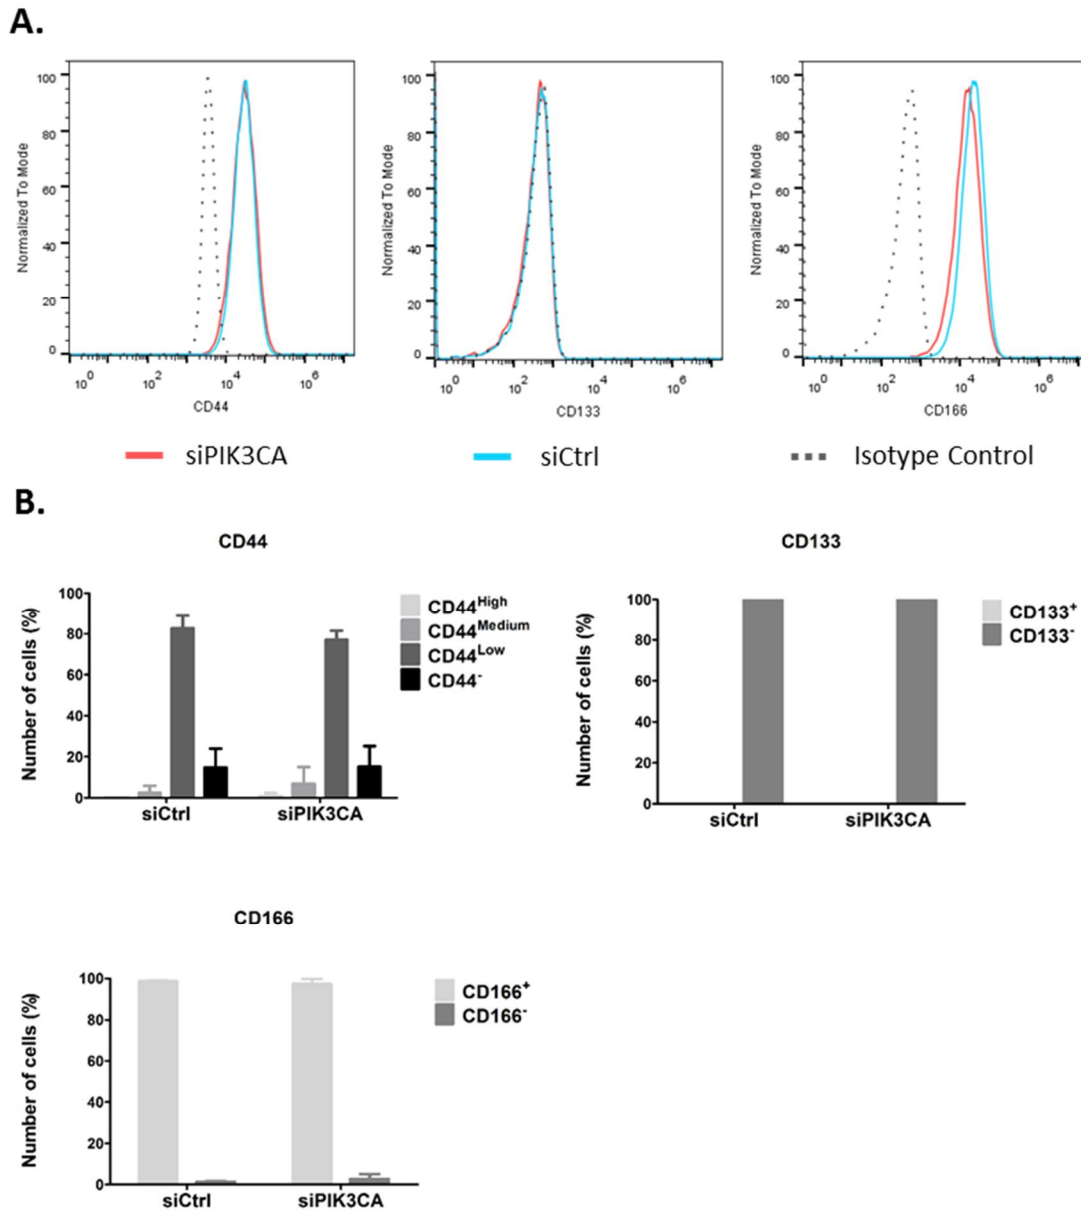 A.
Normalized To Mode
100
80
60
40
20
0
10^0 10^2 10^4 10^6
CD44
Normalized To Mode
100
80
60
40
20
0
10^0 10^2 10^4 10^6
CD133
Normalized To Mode
100
80
60
40
20
0
10^0 10^2 10^4 10^6
CD166
siPIK3CA siCtrl Isotype Control
B.
CD44
Number of cells (%)
100
80
60
40
20
0
siCtrl siPIK3CA
CD44^High
CD44^Medium
CD44^Low
CD44^-
CD133
Number of cells (%)
100
80
60
40
20
0
siCtrl siPIK3CA
CD133^+
CD133^-
CD166
Number of cells (%)
100
80
60
40
20
0
siCtrl siPIK3CA
CD166^+
CD166^-